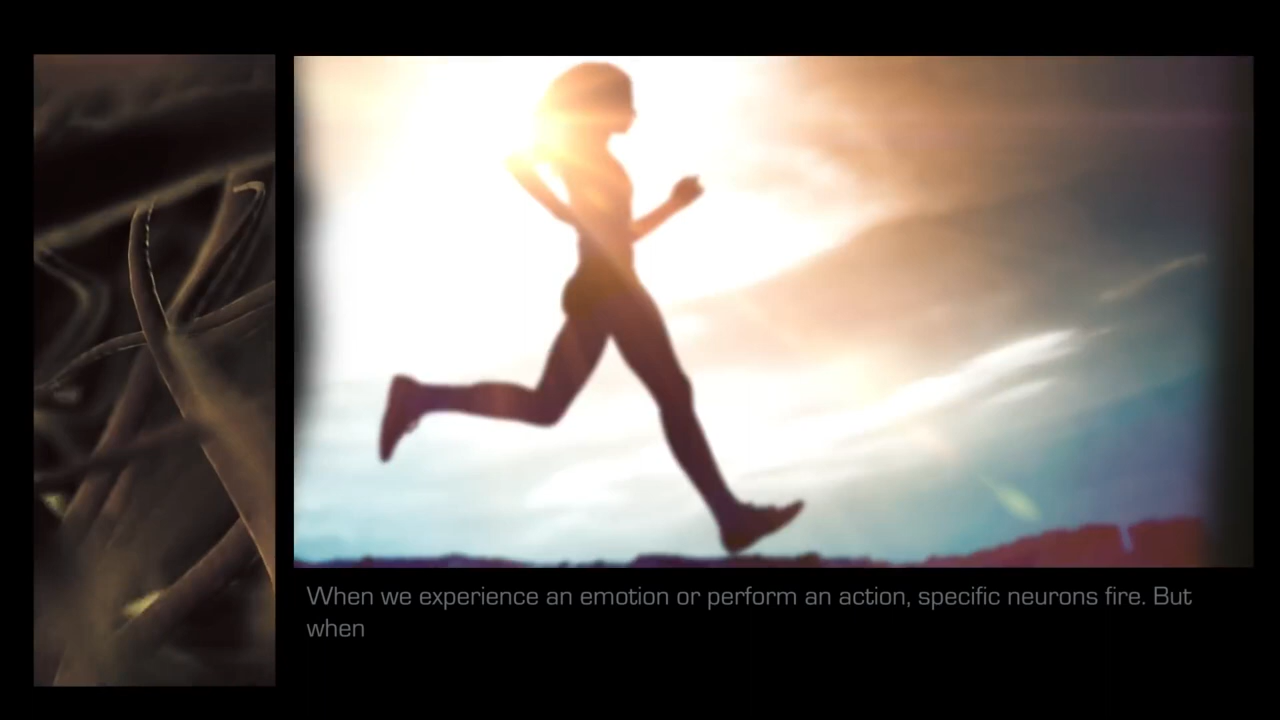 When we experience an emotion or perform an action, specific neurons fire. But
when